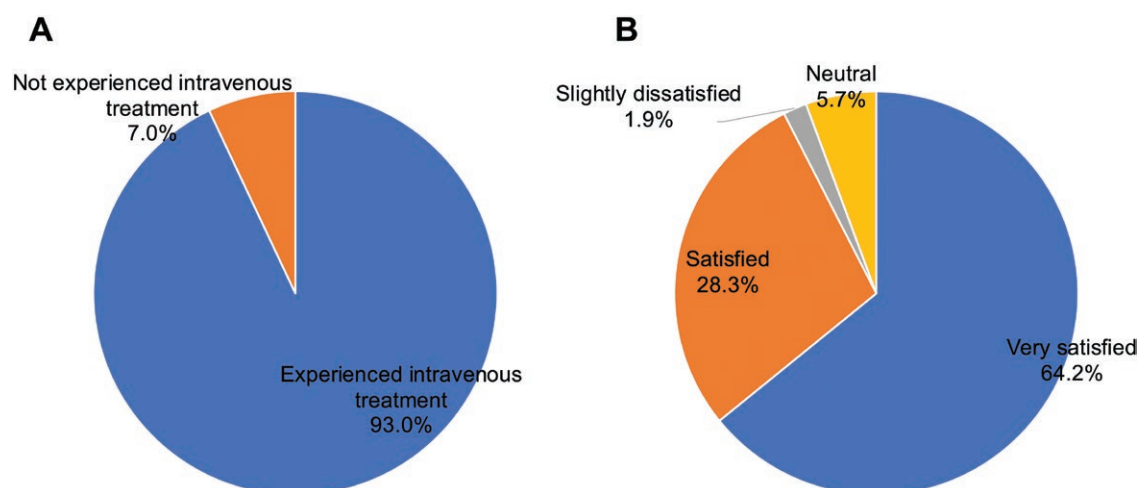 A
Not experienced intravenous
treatment
7.0%
Experienced intravenous
treatment
93.0%
B
Neutral
5.7%
Slightly dissatisfied
1.9%
Satisfied
28.3%
Very satisfied
64.2%